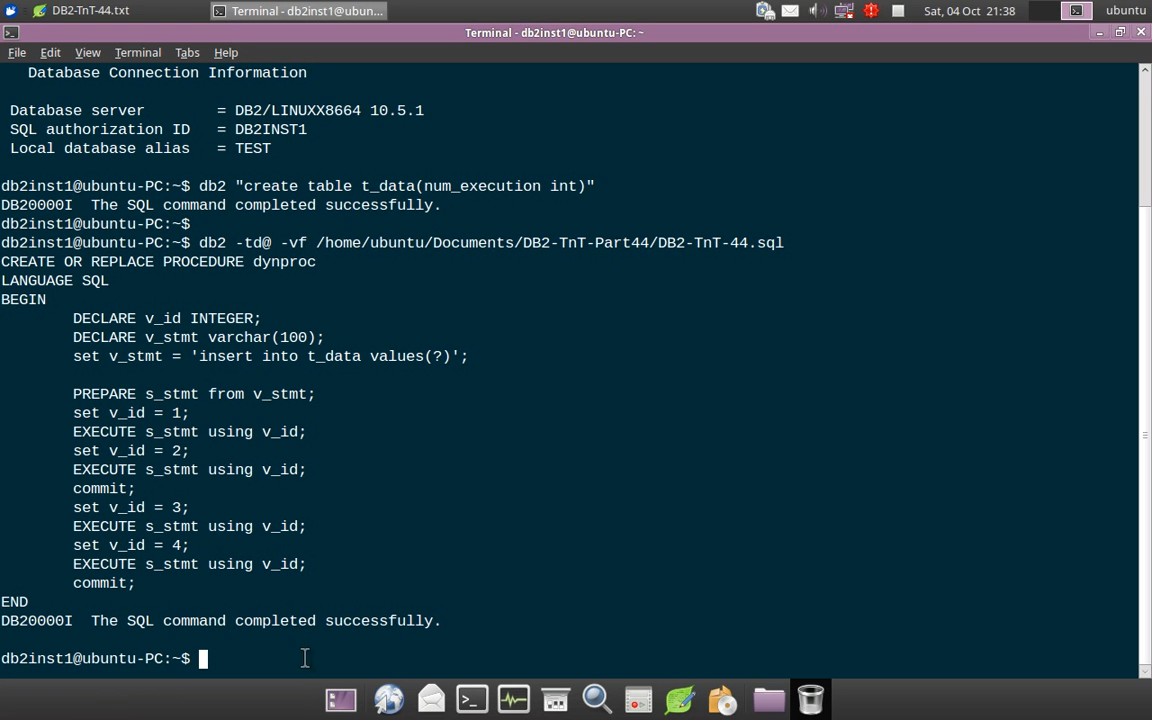 DB2-TnT-44.txt
Terminal - db2inst1@ubun...
Sat, 04 Oct 21:38
ubuntu
Terminal - db2inst1@ubuntu-PC: ~
File Edit View Terminal Tabs Help
Database Connection Information
Database server = DB2/LINUXX8664 10.5.1
SQL authorization ID = DB2INST1
Local database alias = TEST
db2inst1@ubuntu-PC:~$ db2 "create table t_data(num_execution int)"
DB20000I The SQL command completed successfully.
db2inst1@ubuntu-PC:~$
db2inst1@ubuntu-PC:~$ db2 -td@ -vf /home/ubuntu/Documents/DB2-TnT-Part44/DB2-TnT-44.sql
CREATE OR REPLACE PROCEDURE dynproc
LANGUAGE SQL
BEGIN
DECLARE v_id INTEGER;
DECLARE v_stmt varchar(100);
set v_stmt = 'insert into t_data values(?)';
PREPARE s_stmt from v_stmt;
set v_id = 1;
EXECUTE s_stmt using v_id;
set v_id = 2;
EXECUTE s_stmt using v_id;
commit;
set v_id = 3;
EXECUTE s_stmt using v_id;
set v_id = 4;
EXECUTE s_stmt using v_id;
commit;
END
DB20000I The SQL command completed successfully.
db2inst1@ubuntu-PC:~$